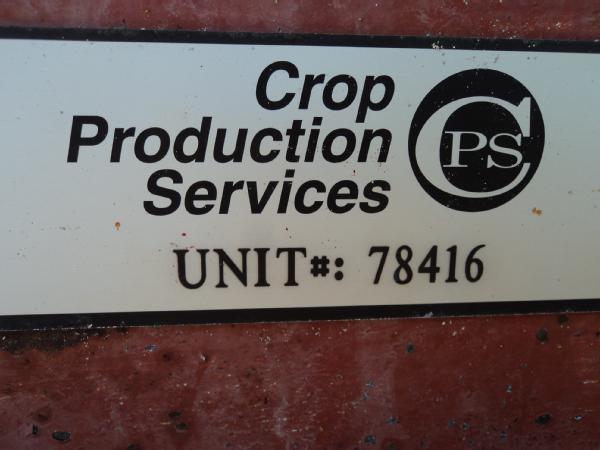 Crop
Production
Services
CPS
UNIT#: 78416